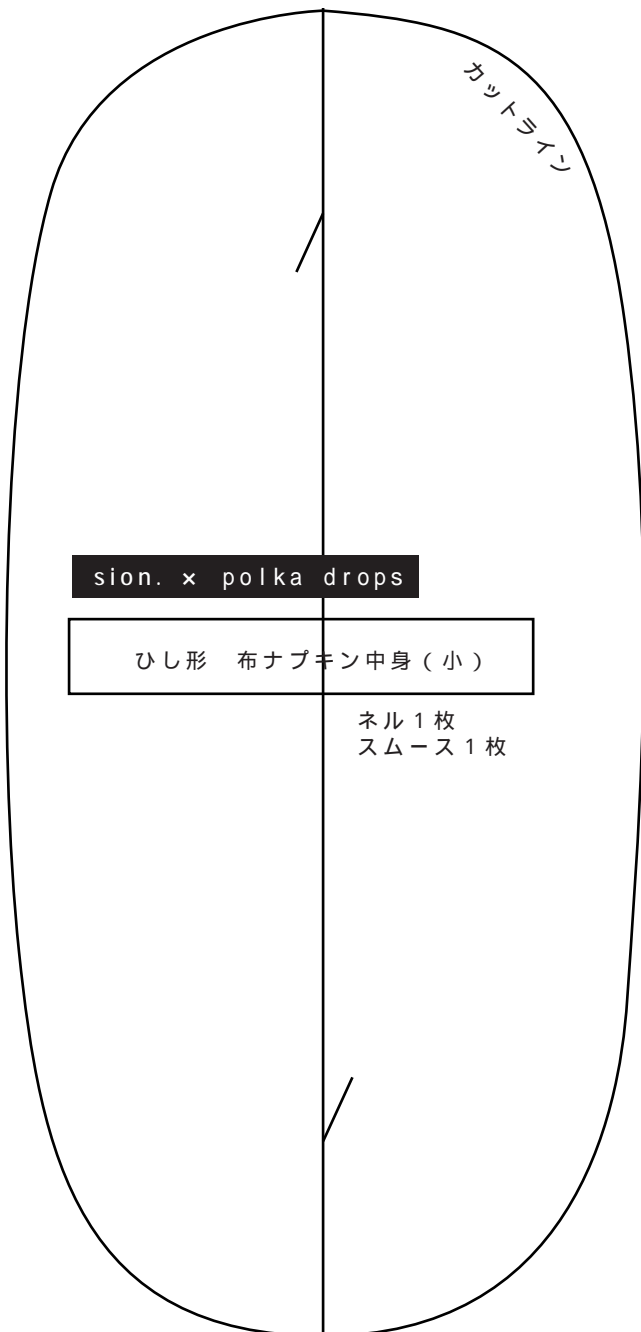 カットライン
sion. × polka drops
ひし形　布ナプキン中身（小）
ネル１枚
スムース１枚